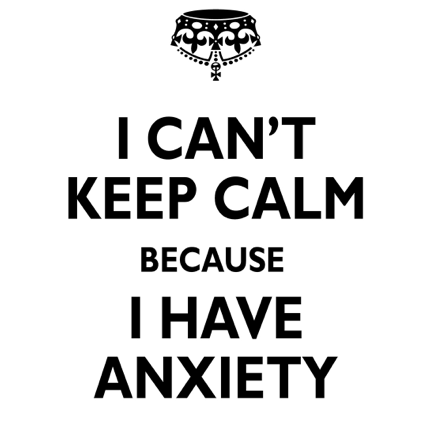 I CAN'T
KEEP CALM
BECAUSE
I HAVE
ANXIETY